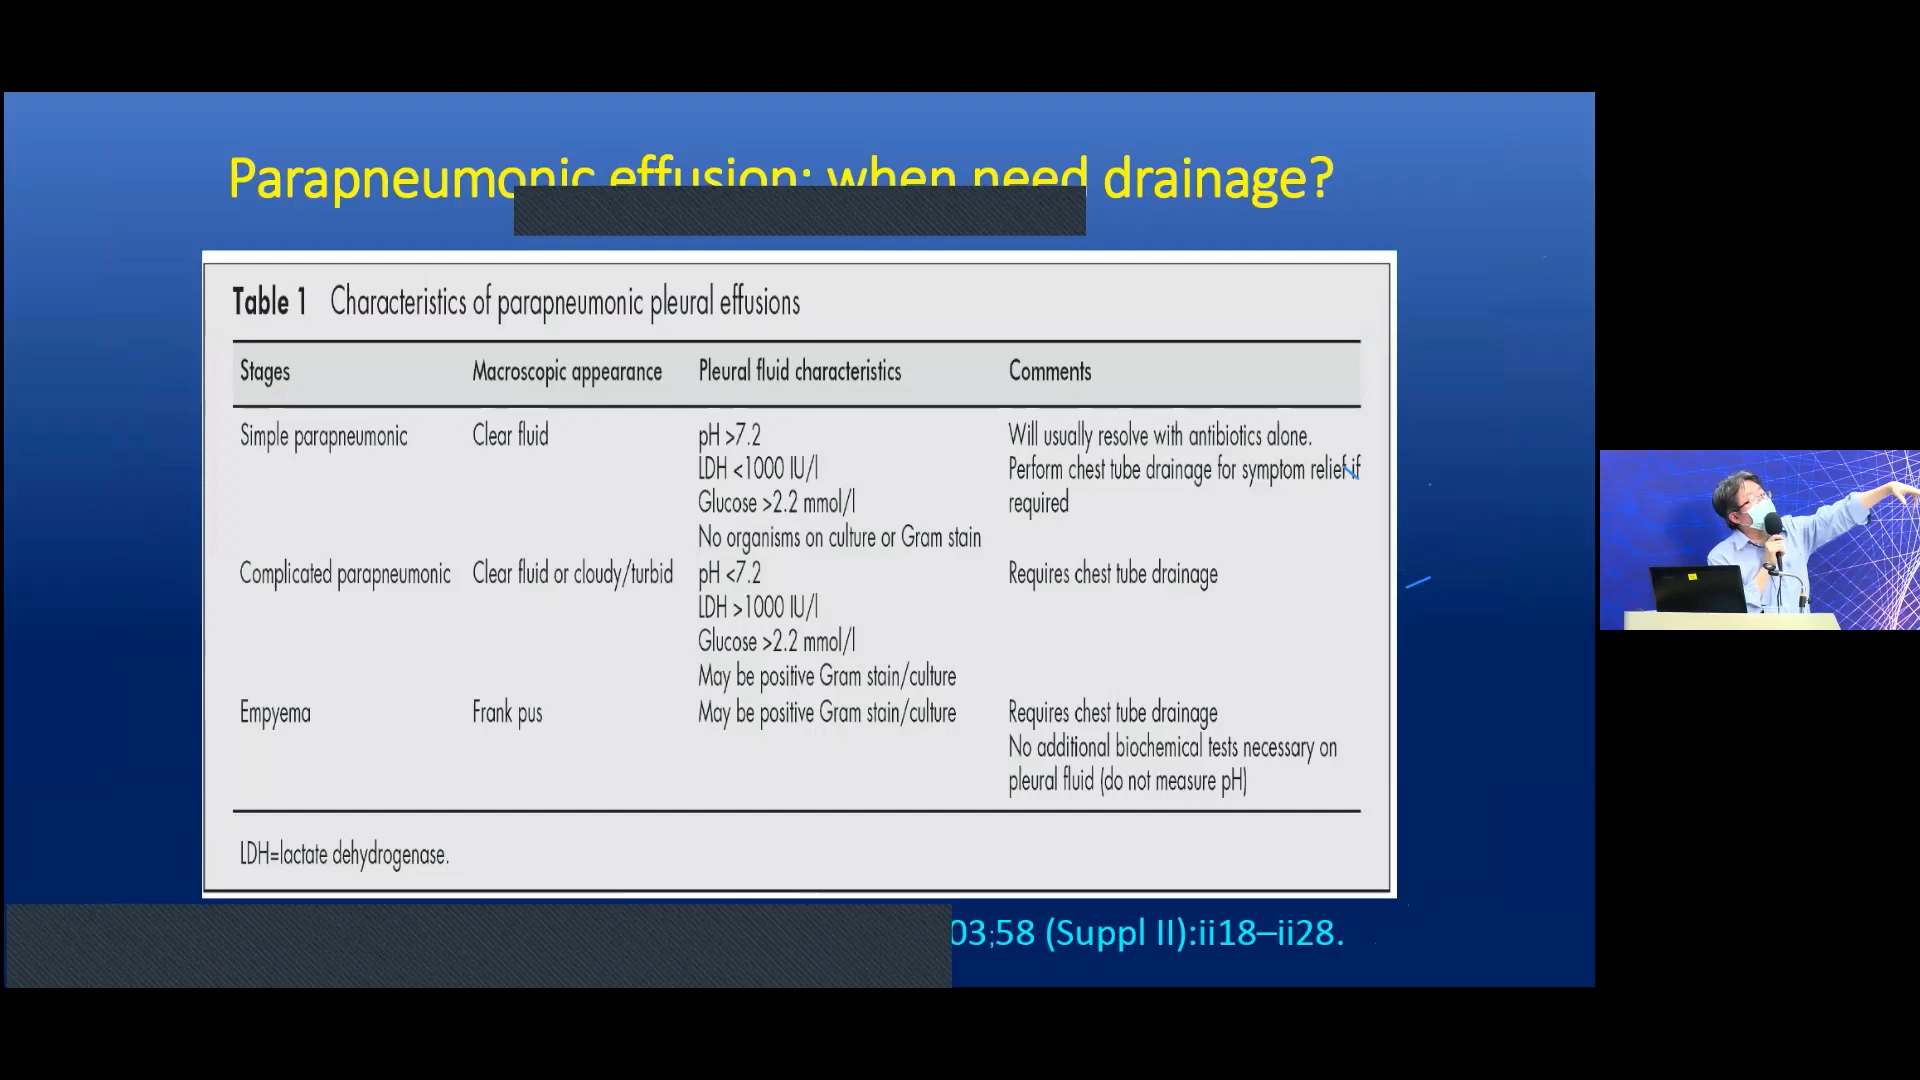 Parapneumonic effusion: when need drainage?
Table 1 Characteristics of parapneumonic pleural effusions
Stages Macroscopic appearance Pleural fluid characteristics Comments
Simple parapneumonic Clear fluid pH >7.2 Will usually resolve with antibiotics alone.
LDH <1000 IU/l Perform chest tube drainage for symptom relief if
Glucose >2.2 mmol/l required
No organisms on culture or Gram stain
Complicated parapneumonic Clear fluid or cloudy/turbid pH <7.2 Requires chest tube drainage
LDH >1000 IU/l
Glucose >2.2 mmol/l
May be positive Gram stain/culture
Empyema Frank pus May be positive Gram stain/culture Requires chest tube drainage
No additional biochemical tests necessary on
pleural fluid (do not measure pH)
LDH=lactate dehydrogenase.
03;58 (Suppl II):ii18–ii28.